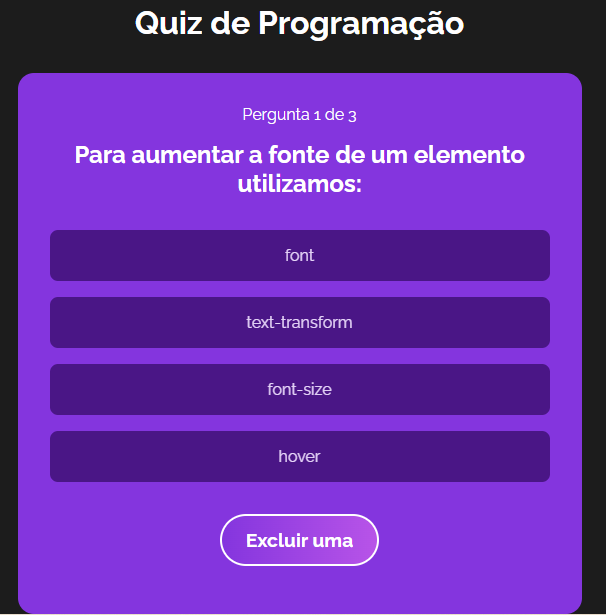 Quiz de Programação
Pergunta 1 de 3
Para aumentar a fonte de um elemento
utilizamos:
font
text-transform
font-size
hover
Excluir uma